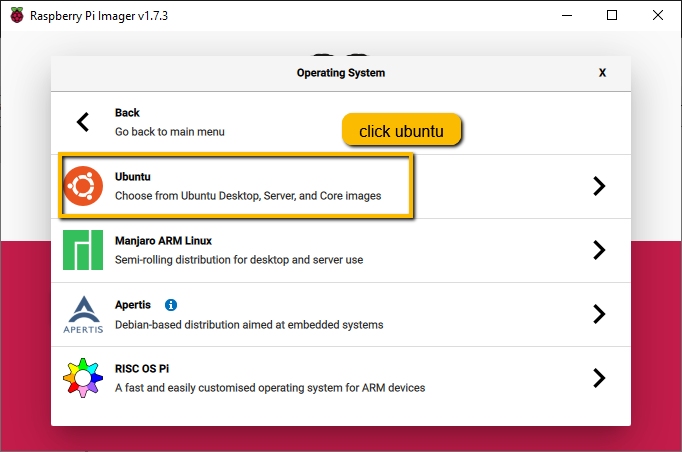 Raspberry Pi Imager v1.7.3
Operating System
X
Back
Go back to main menu
click ubuntu
Ubuntu
Choose from Ubuntu Desktop, Server, and Core images
Manjaro ARM Linux
Semi-rolling distribution for desktop and server use
Apertis
Debian-based distribution aimed at embedded systems
APERTIS
RISC OS Pi
A fast and easily customised operating system for ARM devices